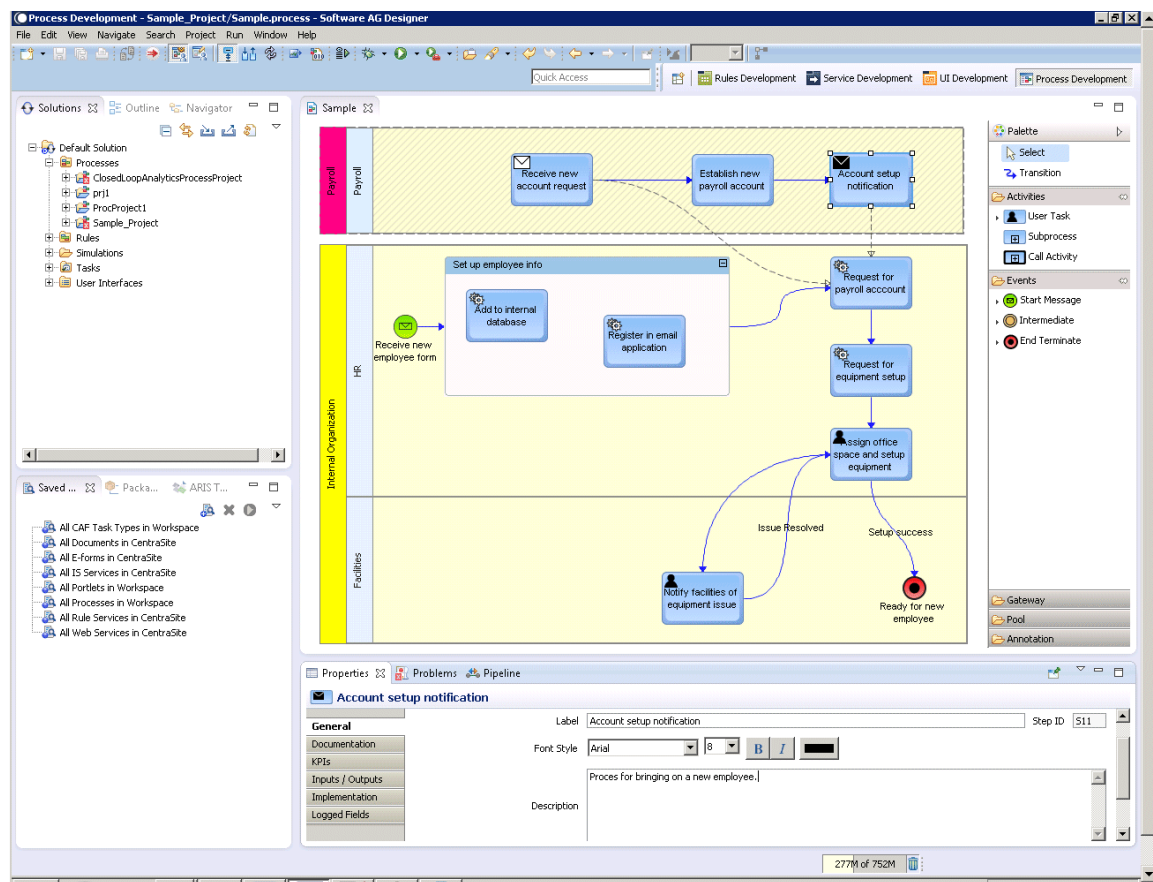 Process Development - Sample_Project/Sample.process - Software AG Designer
File Edit View Navigate Search Project Run Window Help
Quick Access
Rules Development Service Development UI Development Process Development
Solutions Outline Navigator
Default Solution
Processes
ClosedLoopAnalyticsProcessProject
prj1
ProcProject1
Sample_Project
Rules
Simulations
Tasks
User Interfaces
Saved ... Packa... ARIS T...
All CAF Task Types in Workspace
All Documents in CentraSite
All E-forms in CentraSite
All IS Services in CentraSite
All Portlets in Workspace
All Processes in Workspace
All Rule Services in CentraSite
All Web Services in CentraSite
Sample
Payroll
Payroll
Receive new
account request
Establish new
payroll account
Account setup
notification
Internal Organization
HR
Set up employee info
Add to internal
database
Register in email
application
Receive new
employee form
Request for
payroll acccount
Request for
equipment setup
Assign office
space and setup
equipment
Facilities
Issue Resolved
Setup success
Notify facilities of
equipment issue
Ready for new
employee
Palette
Select
Transition
Activities
User Task
Subprocess
Call Activity
Events
Start Message
Intermediate
End Terminate
Gateway
Pool
Annotation
Properties Problems Pipeline
Account setup notification
General
Documentation
KPIs
Inputs / Outputs
Implementation
Logged Fields
Label Account setup notification Step ID S11
Font Style Arial 8 B I
Description Proces for bringing on a new employee.
277M of 752M